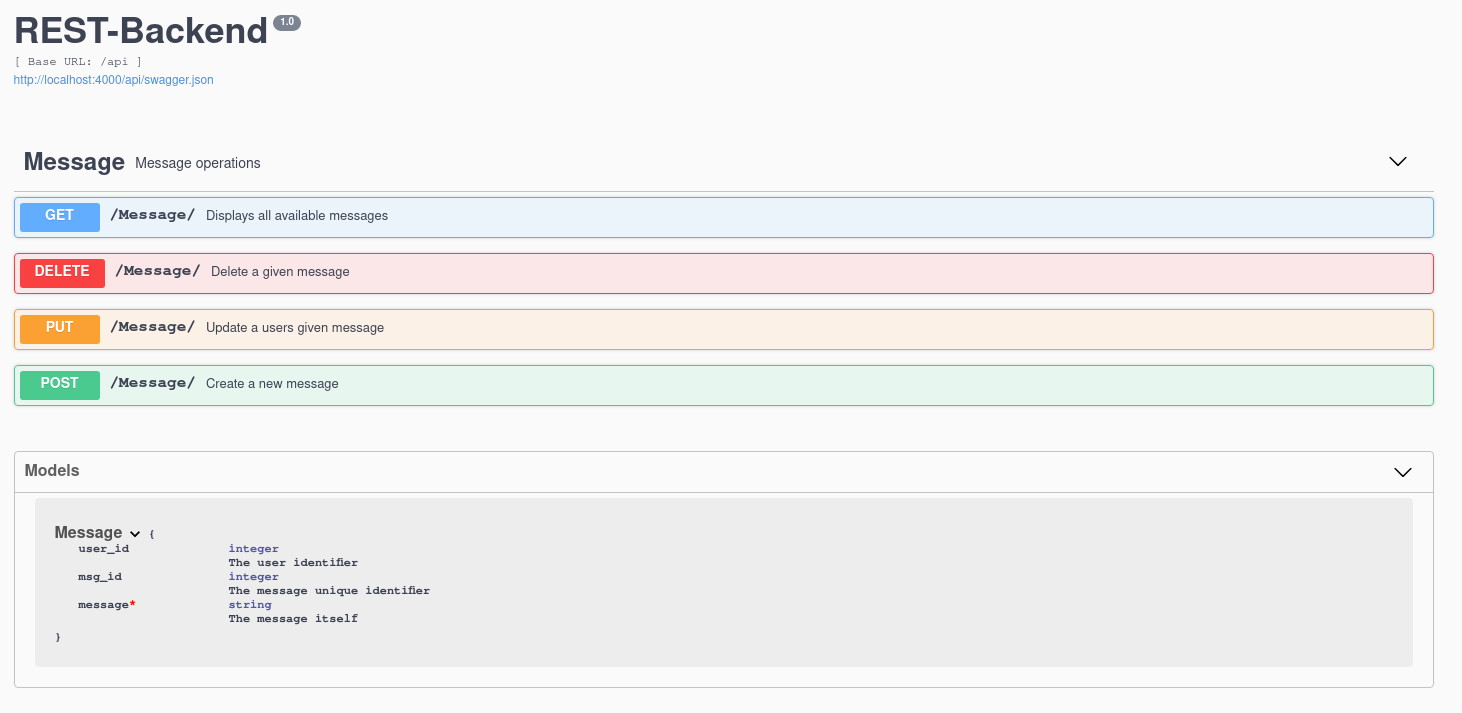 REST-Backend 1.0
[ Base URL: /api ]
http://localhost:4000/api/swagger.json
Message Message operations
GET /Message/ Displays all available messages
DELETE /Message/ Delete a given message
PUT /Message/ Update a users given message
POST /Message/ Create a new message
Models
Message {
user_id integer
The user identifier
msg_id integer
The message unique identifier
message* string
The message itself
}